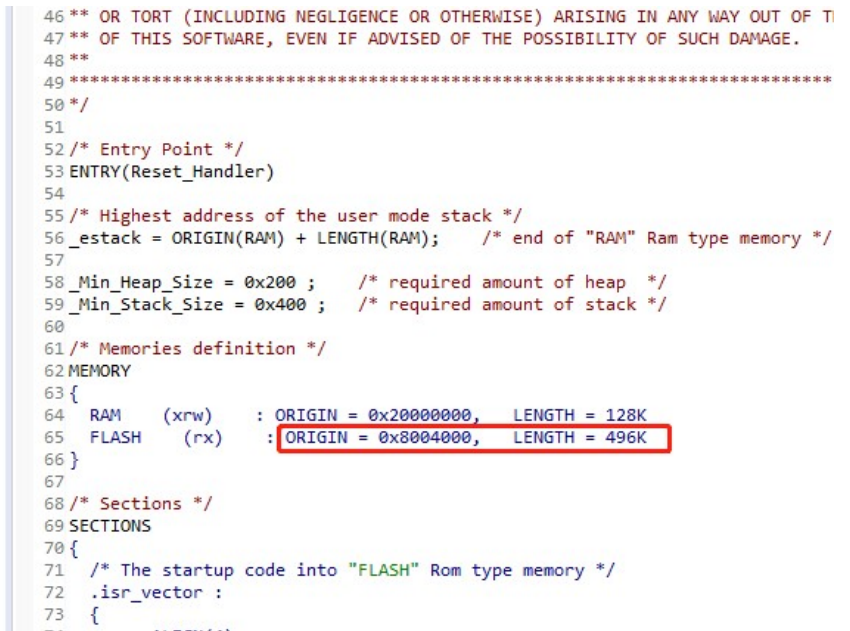 46 ** OR TORT (INCLUDING NEGLIGENCE OR OTHERWISE) ARISING IN ANY WAY OUT OF
47 ** OF THIS SOFTWARE, EVEN IF ADVISED OF THE POSSIBILITY OF SUCH DAMAGE.
48 **
49 ******************************************************************************
50 */
51
52 /* Entry Point */
53 ENTRY(Reset_Handler)
54
55 /* Highest address of the user mode stack */
56 _estack = ORIGIN(RAM) + LENGTH(RAM);    /* end of "RAM" Ram type memory */
57
58 _Min_Heap_Size = 0x200 ;    /* required amount of heap  */
59 _Min_Stack_Size = 0x400 ;   /* required amount of stack */
60
61 /* Memories definition */
62 MEMORY
63 {
64   RAM    (xrw)    : ORIGIN = 0x20000000,   LENGTH = 128K
65   FLASH    (rx)    : ORIGIN = 0x8004000,   LENGTH = 496K
66 }
67
68 /* Sections */
69 SECTIONS
70 {
71   /* The startup code into "FLASH" Rom type memory */
72   .isr_vector :
73   {